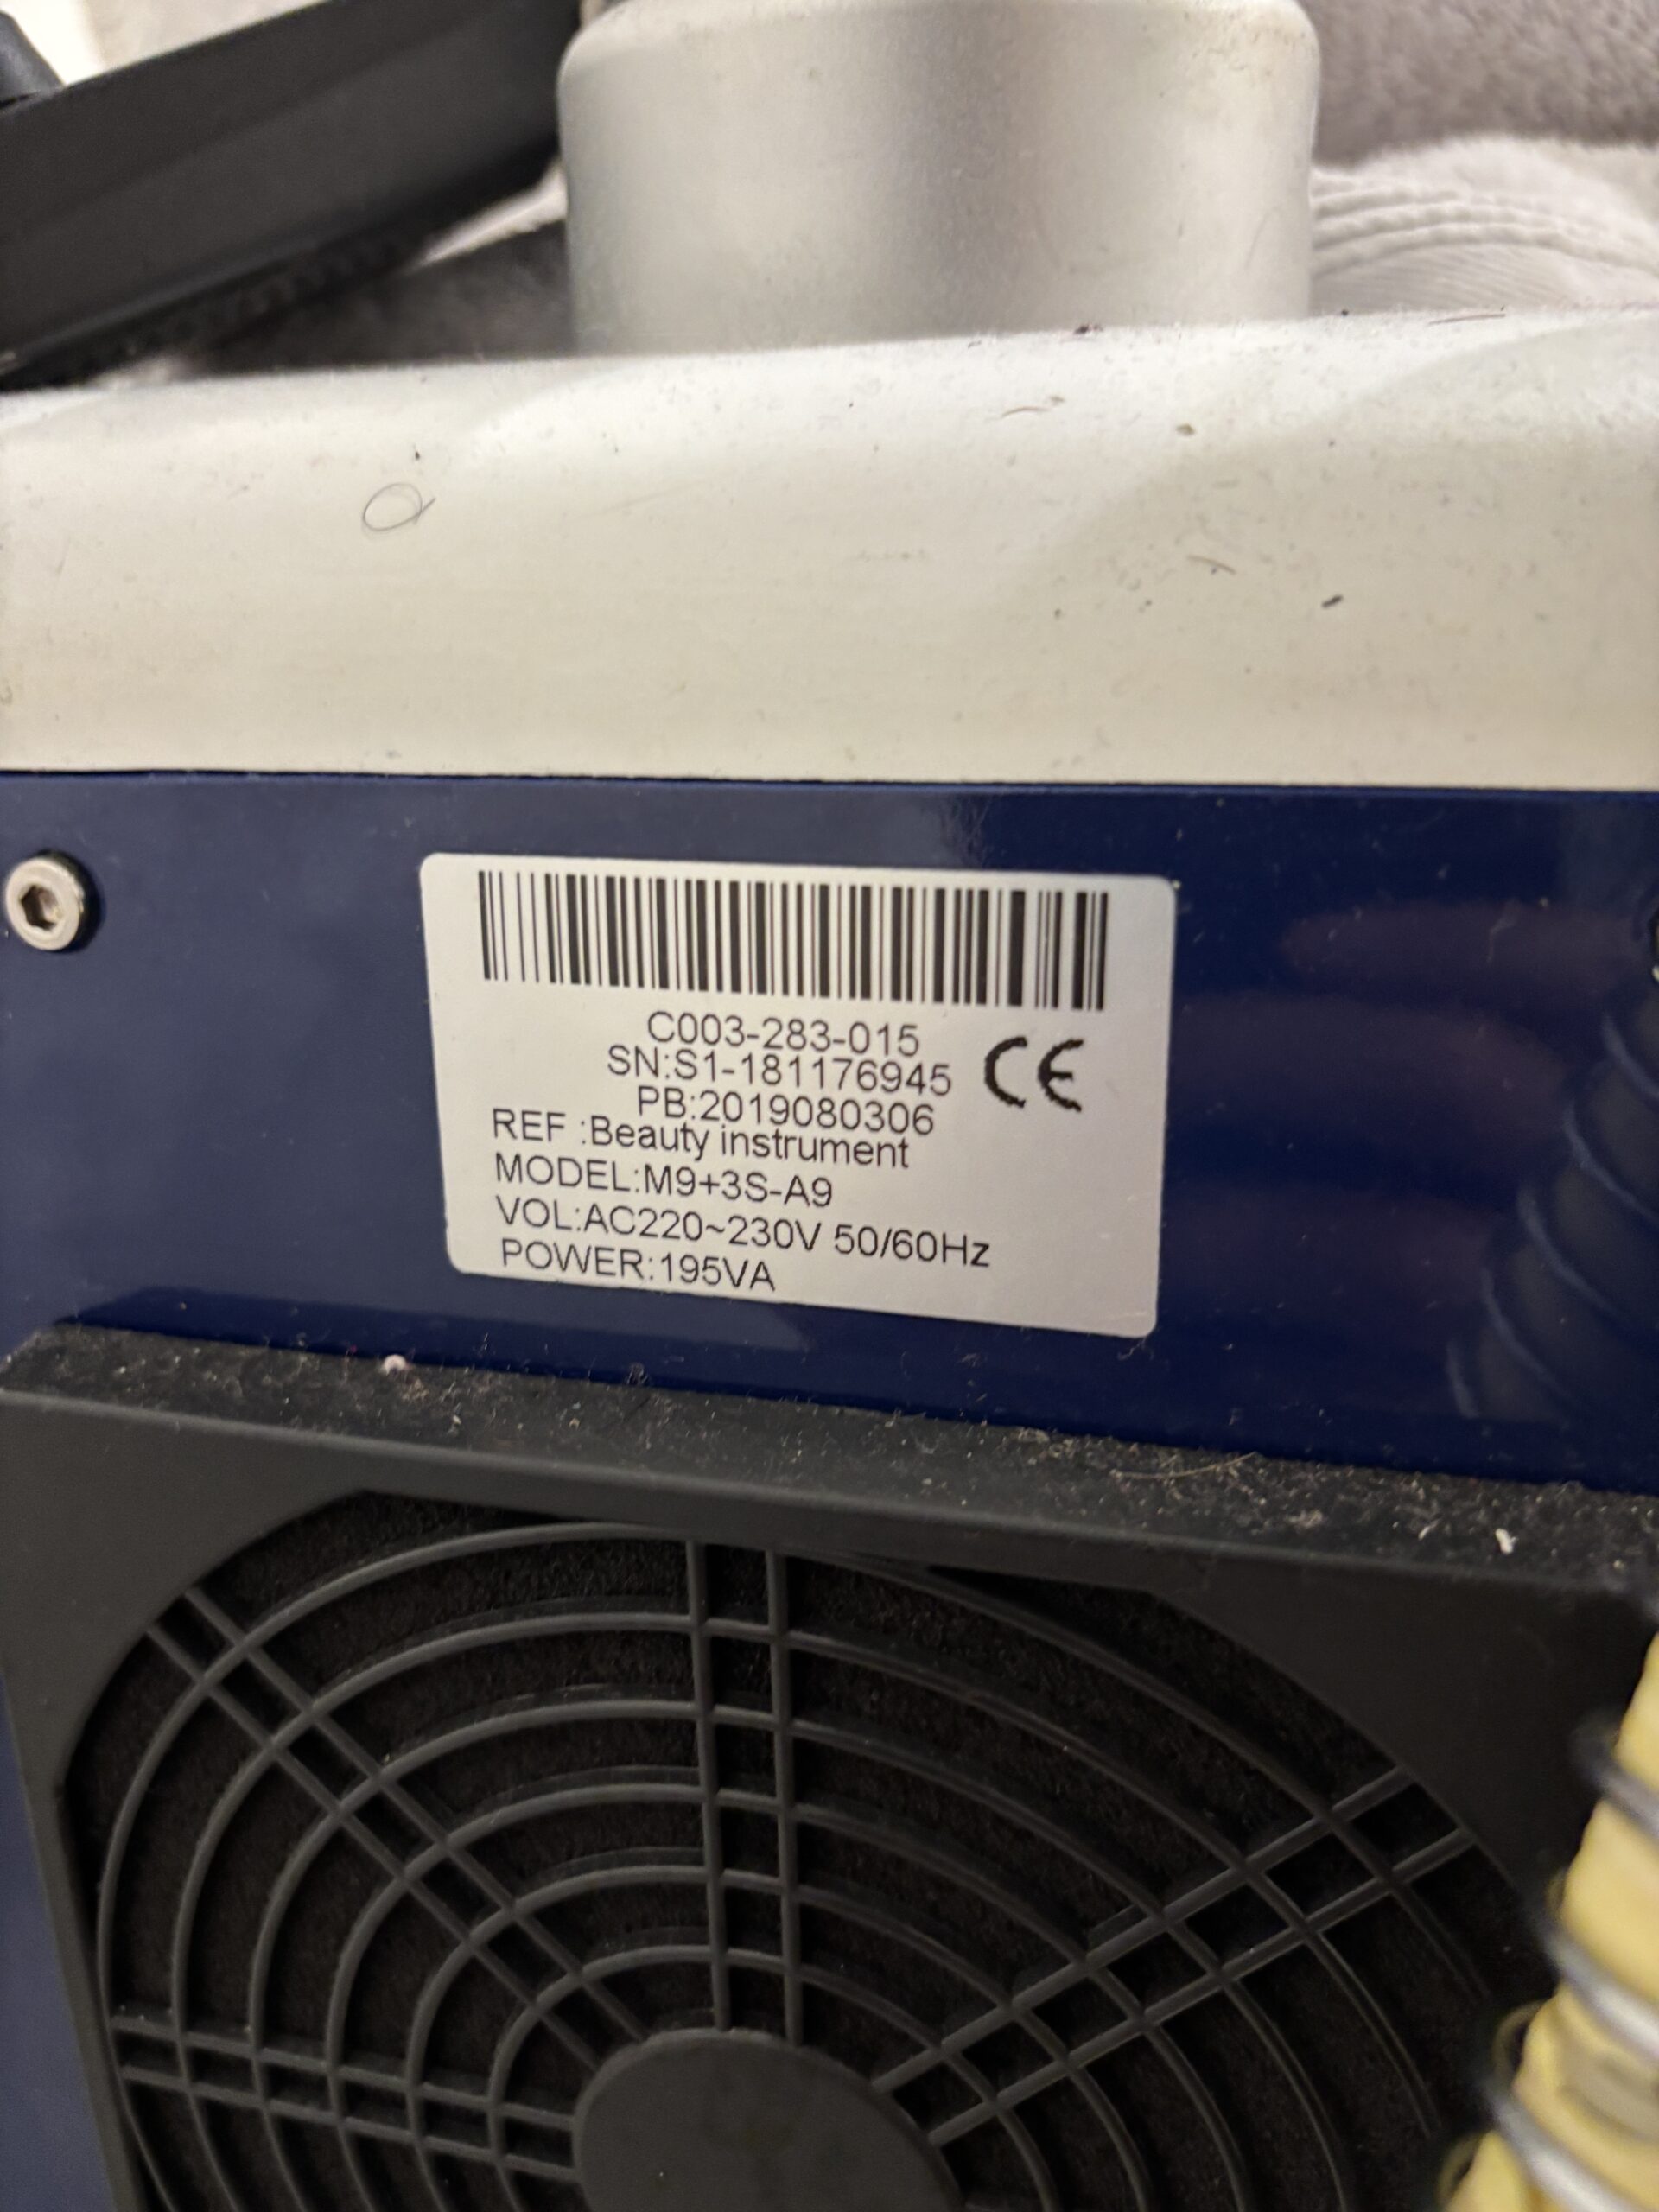 C003-283-015
SN:S1-181176945
CE
PB:2019080306
REF :Beauty instrument
MODEL:M9+3S-A9
VOL:AC220~230V 50/60Hz
POWER:195VA